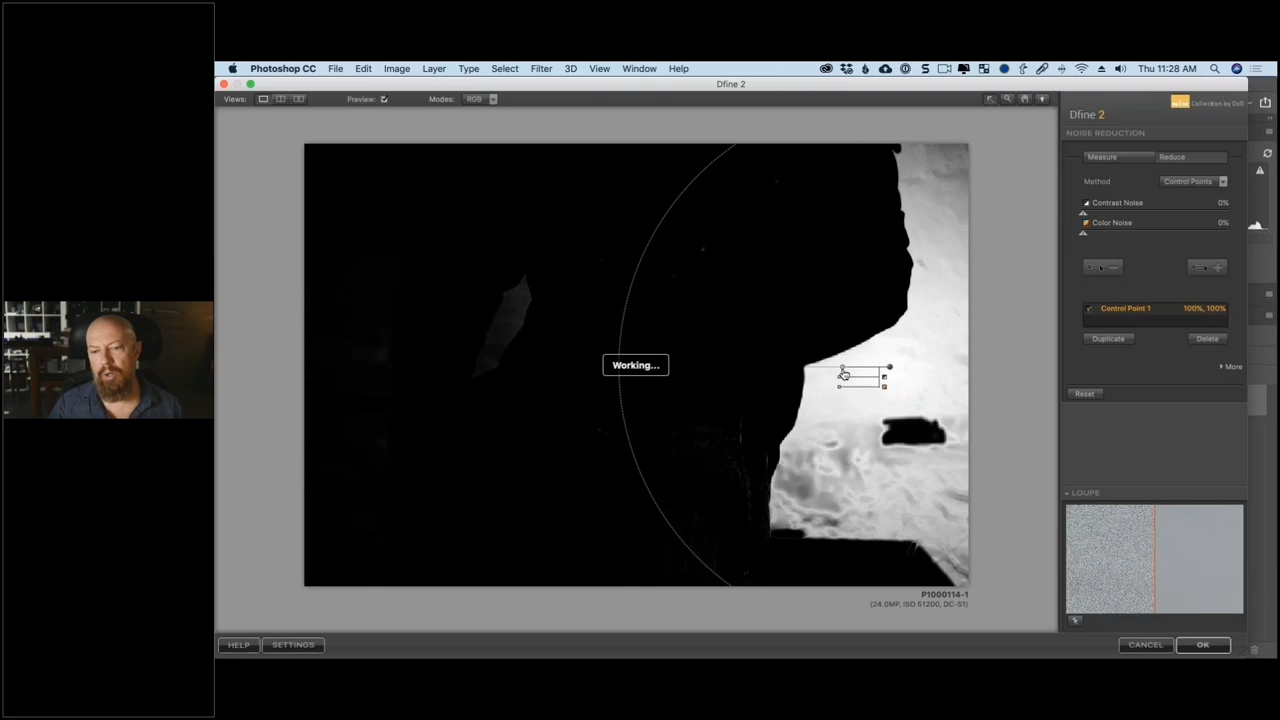 Photoshop CC File Edit Image Layer Type Select Filter 3D View Window Help Thu 11:28 AM
Dfine 2
Views: Preview: Modes: RGB
Collection by DxO
Dfine 2
NOISE REDUCTION
Measure Reduce
Method Control Points
Contrast Noise 0%
Color Noise 0%
Control Point 1 100%, 100%
Duplicate Delete
More
Reset
Working...
LOUPE
P1000114-1
(24.0MP, ISO 51200, DC-S1)
HELP SETTINGS CANCEL OK